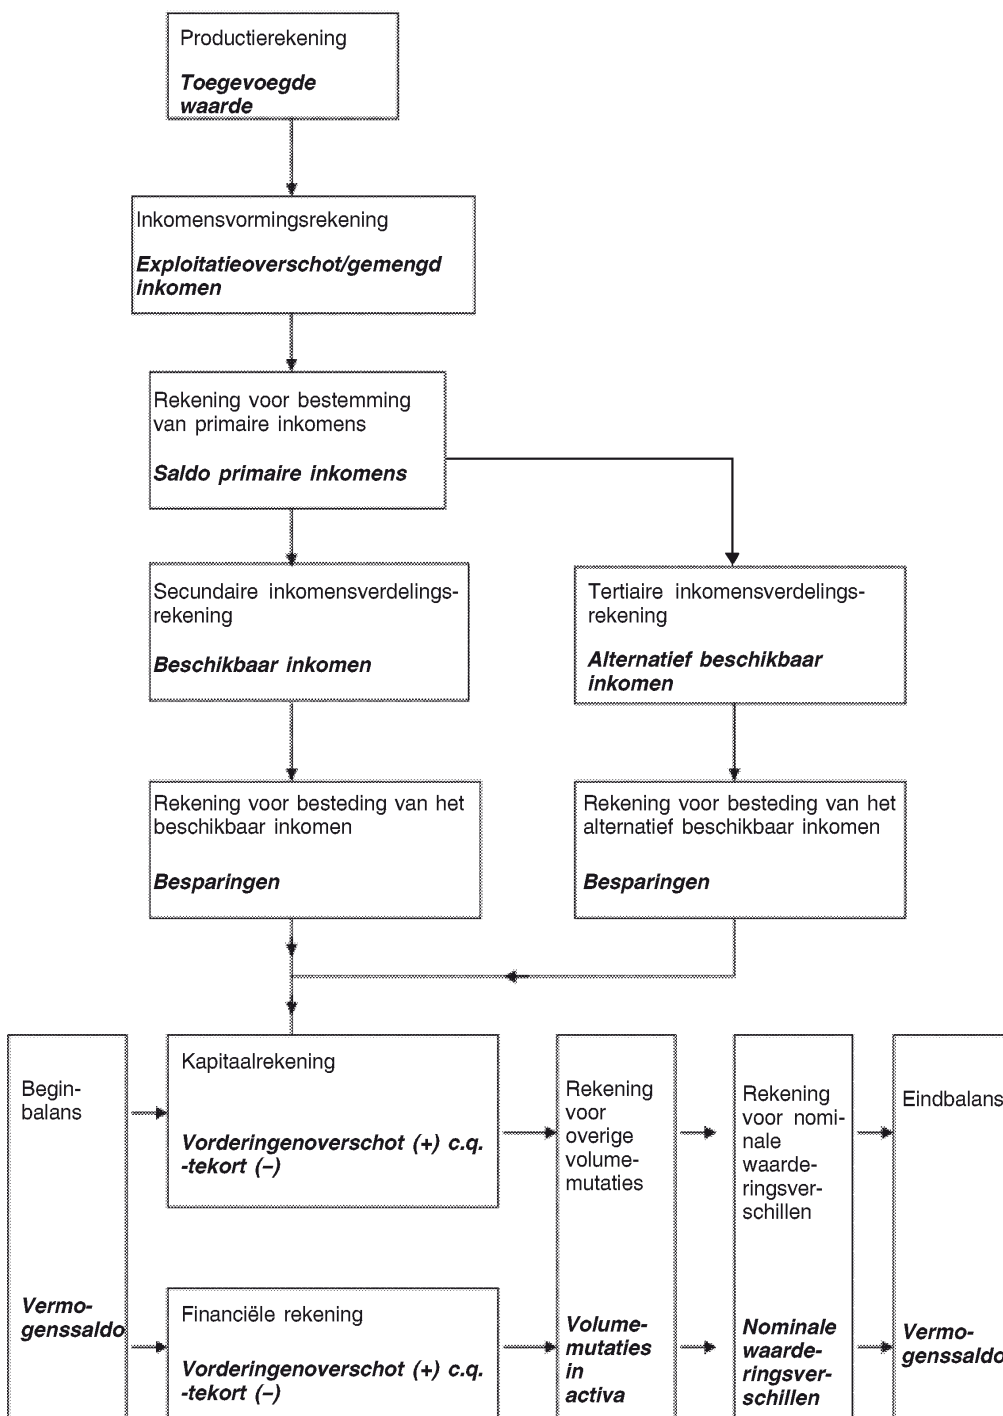 Productierekening
Toegevoegde
waarde
Inkomensvormingsrekening
Exploitatieoverschot/gemengd
inkomen
Rekening voor bestemming
van primaire inkomens
Saldo primaire inkomens
Secundaire inkomensverdelings-
rekening
Beschikbaar inkomen
Tertiaire inkomensverdelings-
rekening
Alternatief beschikbaar
inkomen
Rekening voor besteding van het
beschikbaar inkomen
Besparingen
Rekening voor besteding van het
alternatief beschikbaar inkomen
Besparingen
Begin-
balans
Vermo-
genssaldo
Kapitaalrekening
Vorderingenoverschot (+) c.q.
-tekort (–)
Financiële rekening
Vorderingenoverschot (+) c.q.
-tekort (–)
Rekening
voor
overige
volume-
mutaties
Volume-
mutaties
in
activa
Rekening
voor nomi-
nale
waarde-
ringsver-
schillen
Nominale
waarde-
ringsver-
schillen
Eindbalans
Vermo-
genssaldo